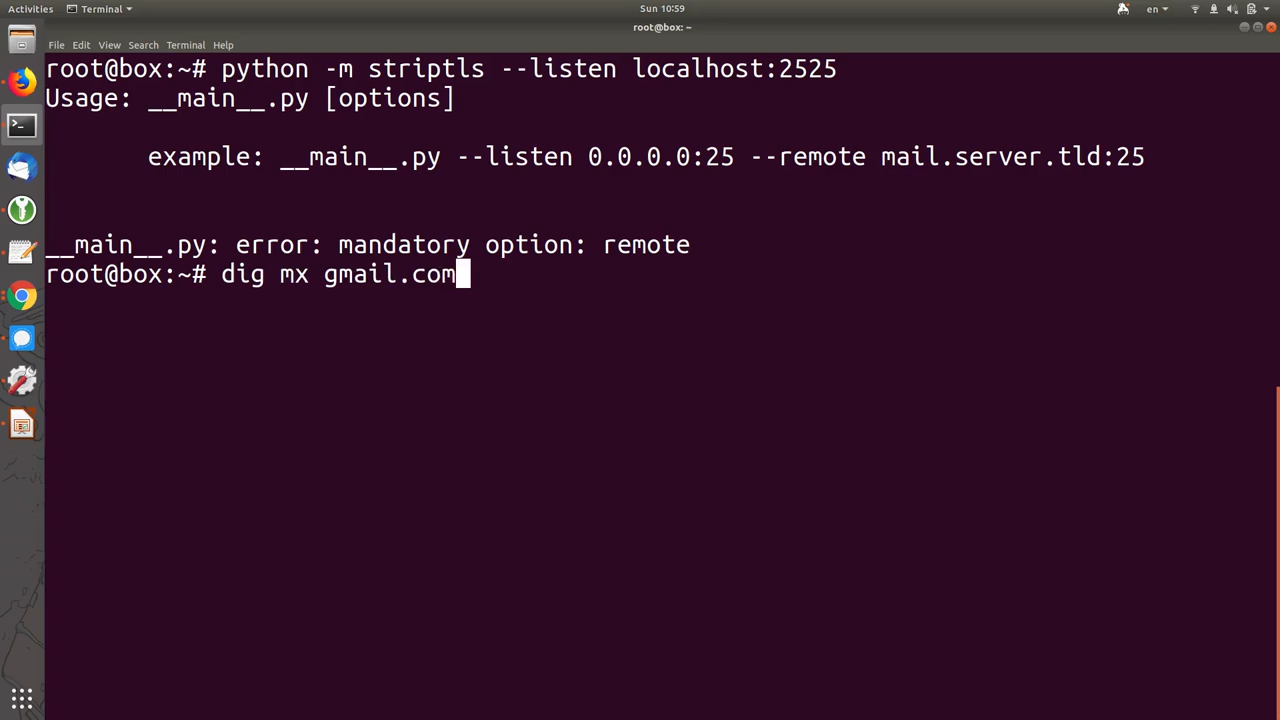 Activities Terminal Sun 10:59 en
root@box: ~
File Edit View Search Terminal Help
root@box:~# python -m striptls --listen localhost:2525
Usage: __main__.py [options]
example: __main__.py --listen 0.0.0.0:25 --remote mail.server.tld:25
__main__.py: error: mandatory option: remote
root@box:~# dig mx gmail.com